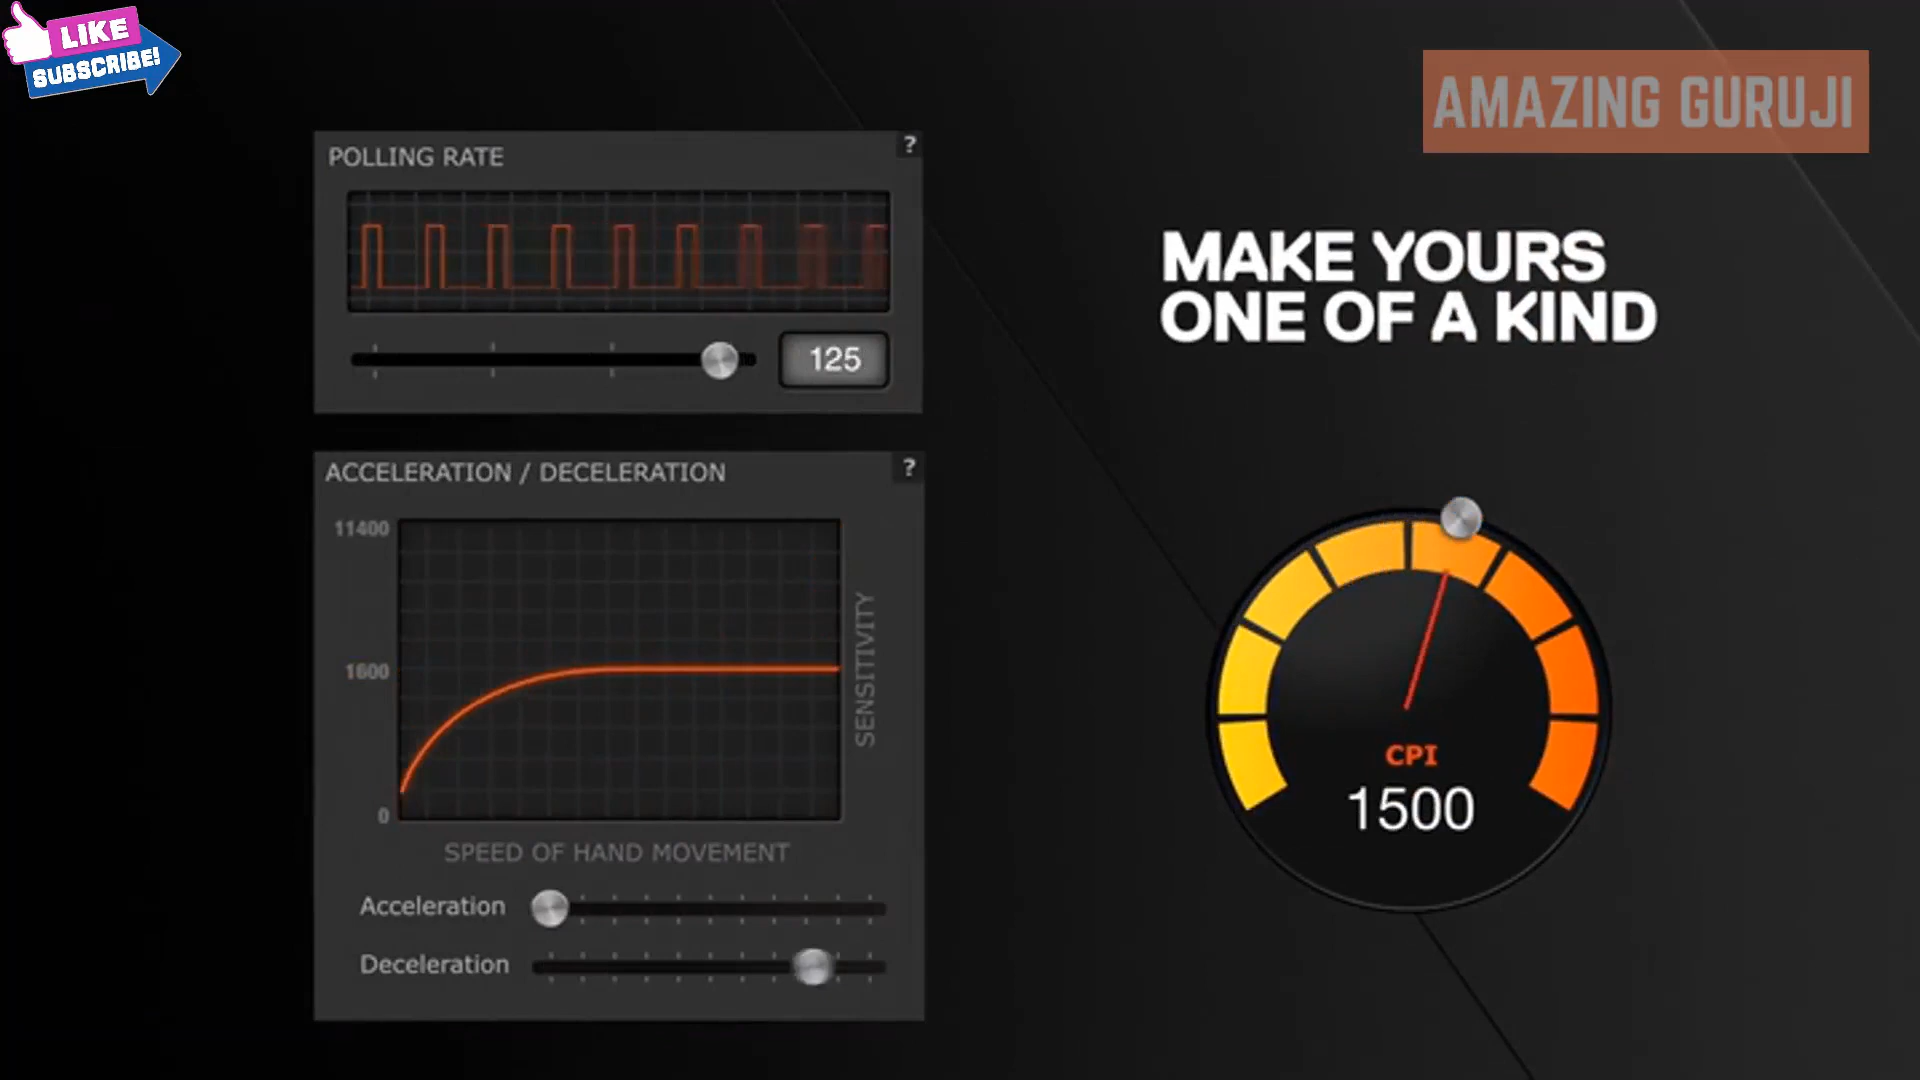 LIKE
SUBSCRIBE!
AMAZING GURUJI
POLLING RATE
?
125
MAKE YOURS
ONE OF A KIND
ACCELERATION / DECELERATION
?
11400
1600
0
SENSITIVITY
SPEED OF HAND MOVEMENT
Acceleration
Deceleration
CPI
1500